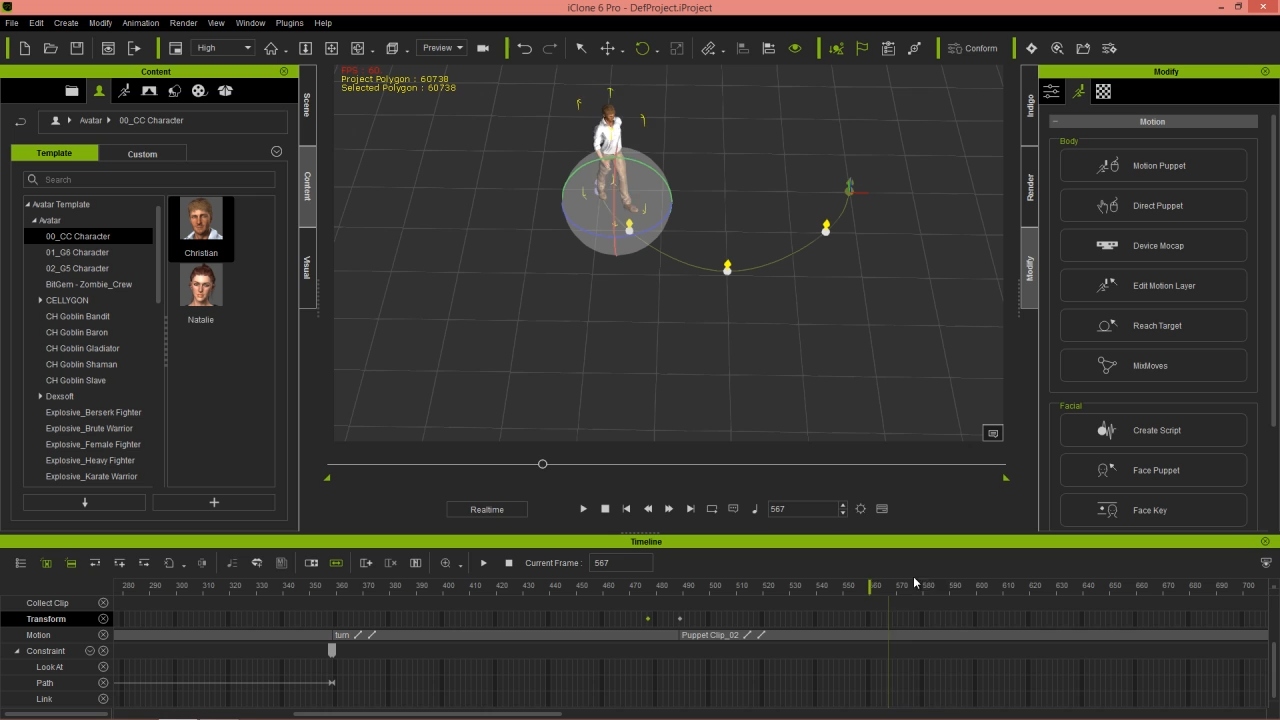 iClone 6 Pro - DefProject.iProject
File Edit Create Modify Animation Render View Window Plugins Help
High Preview Conform
Content
Avatar 00_CC Character
Template Custom
Search
Avatar Template
Avatar
00_CC Character
01_G6 Character
02_G5 Character
BitGem - Zombie_Crew
CELLYGON
CH Goblin Bandit
CH Goblin Baron
CH Goblin Gladiator
CH Goblin Shaman
CH Goblin Slave
Dexsoft
Explosive_Berserk Fighter
Explosive_Brute Warrior
Explosive_Female Fighter
Explosive_Heavy Fighter
Explosive_Karate Warrior
Christian
Natalie
Scene
Content
Visual
FPS : 60
Project Polygon : 60738
Selected Polygon : 60738
Realtime 567
Indigo
Render
Modify
Modify
Motion
Body
Motion Puppet
Direct Puppet
Device Mocap
Edit Motion Layer
Reach Target
MixMoves
Facial
Create Script
Face Puppet
Face Key
Timeline
Current Frame : 567
280 290 300 310 320 330 340 350 360 370 380 390 400 410 420 430 440 450 460 470 480 490 500 510 520 530 540 550 560 570 580 590 600 610 620 630 640 650 660 670 680 690 700
Collect Clip
Transform
Motion turn Puppet Clip_02
Constraint
Look At
Path
Link